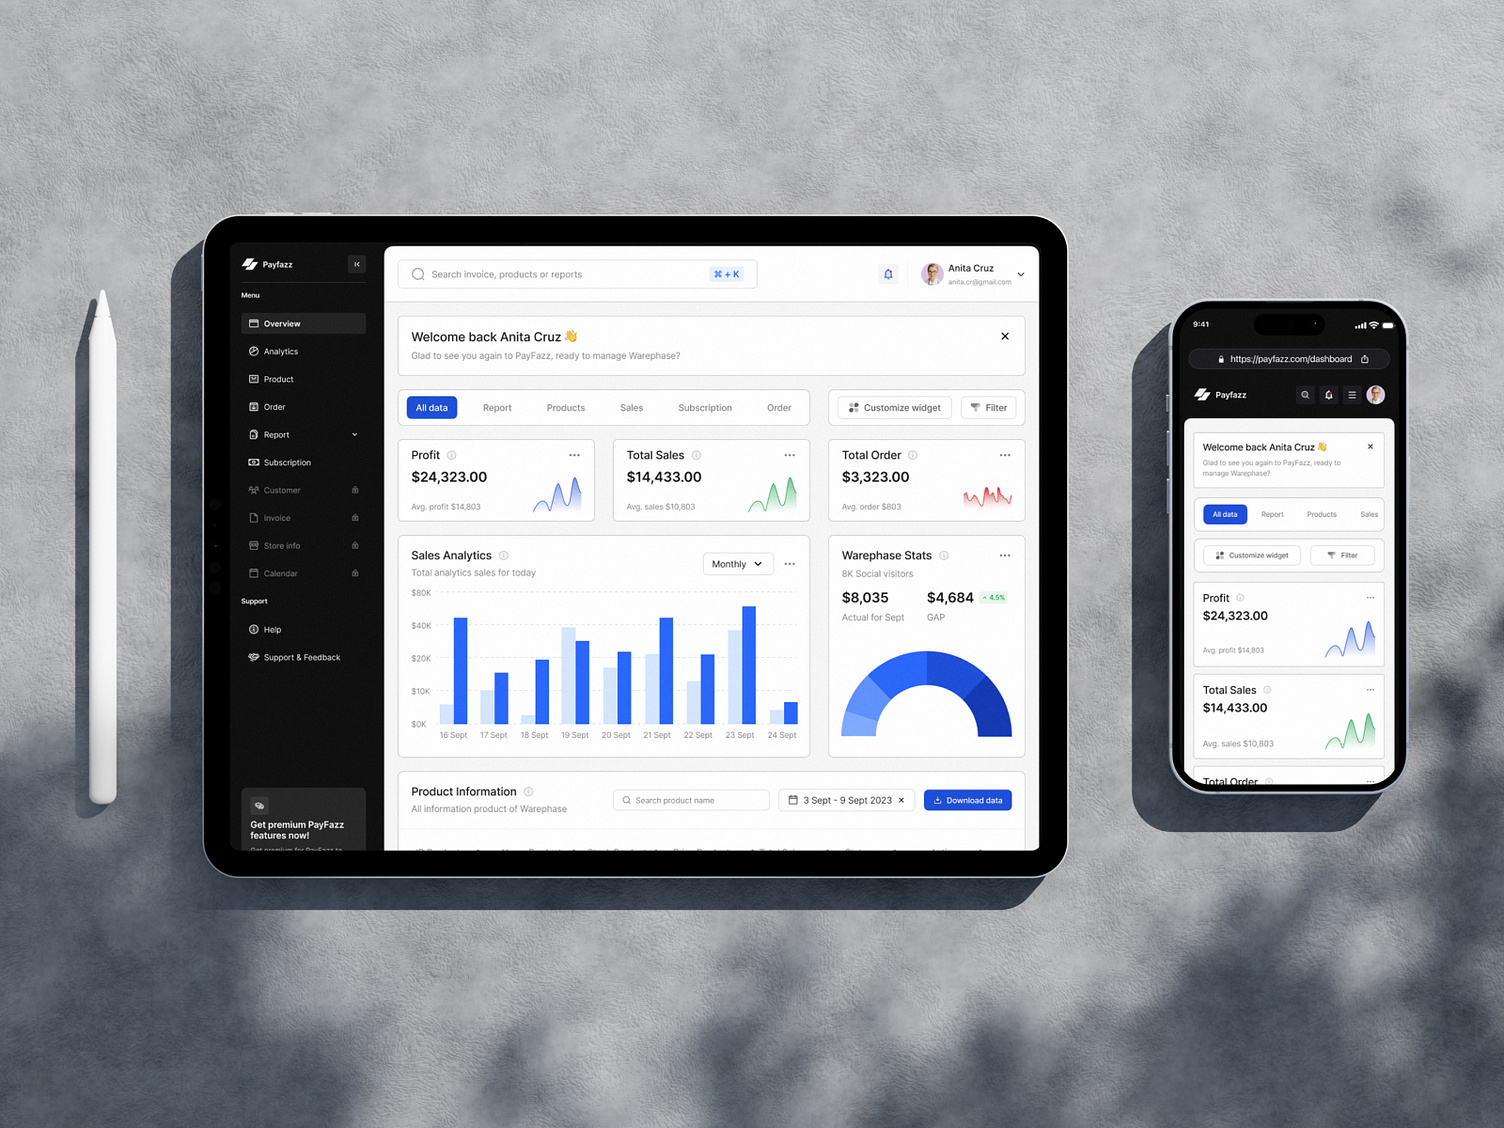 Payfazz
Menu
Overview
Analytics
Product
Order
Report
Subscription
Customer
Invoice
Store info
Calendar
Support
Help
Support & Feedback
Get premium PayFazz
features now!
Get premium for PayFazz to
Search invoice, products or reports
⌘ + K
Anita Cruz
anita.cr@gmail.com
Welcome back Anita Cruz 👋
Glad to see you again to PayFazz, ready to manage Warephase?
All data Report Products Sales Subscription Order
Customize widget Filter
Profit
$24,323.00
Avg. profit $14,803
Total Sales
$14,433.00
Avg. sales $10,803
Total Order
$3,323.00
Avg. order $803
Sales Analytics
Total analytics sales for today
Monthly
$80K
$40K
$20K
$10K
$0K
16 Sept 17 Sept 18 Sept 19 Sept 20 Sept 21 Sept 22 Sept 23 Sept 24 Sept
Warephase Stats
8K Social visitors
$8,035
Actual for Sept
$4,684 4.5%
GAP
Product Information
All information product of Warephase
Search product name
3 Sept - 9 Sept 2023
Download data
9:41
https://payfazz.com/dashboard
Payfazz
Welcome back Anita Cruz 👋
Glad to see you again to PayFazz, ready to
manage Warephase?
All data Report Products Sales
Customize widget Filter
Profit
$24,323.00
Avg. profit $14,803
Total Sales
$14,433.00
Avg. sales $10,803
Total Order